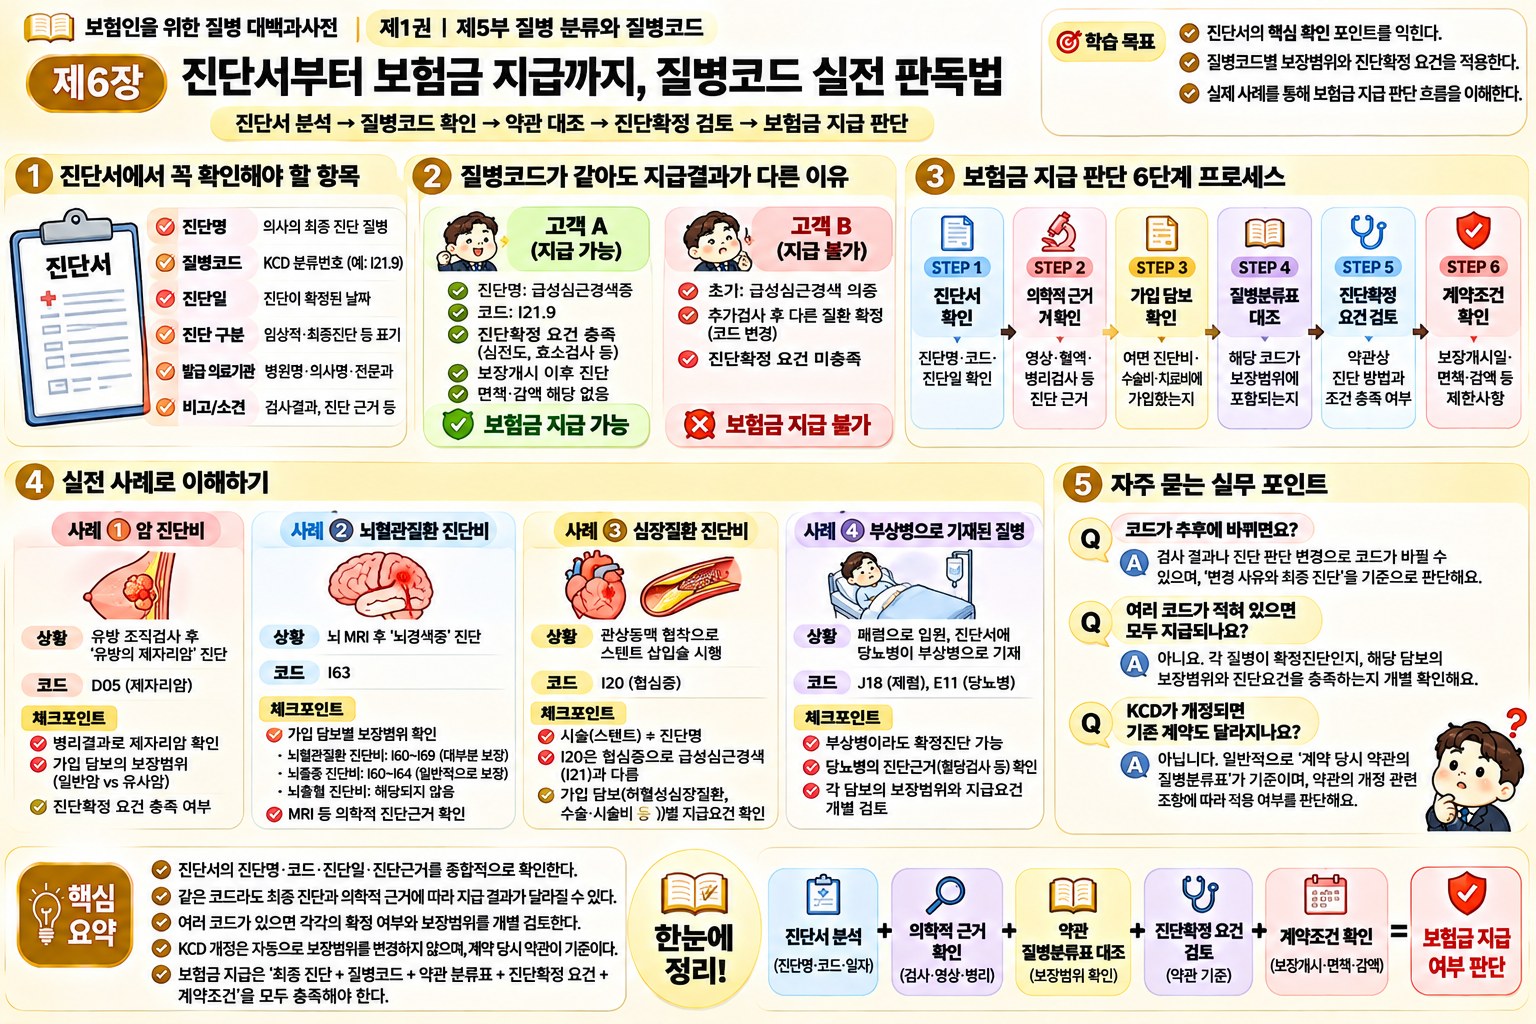 보험인을 위한 질병 대백과사전 | 제1권 | 제5부 질병 분류와 질병코드
제6장 진단서부터 보험금 지급까지, 질병코드 실전 판독법
진단서 분석 → 질병코드 확인 → 약관 대조 → 진단확정 검토 → 보험금 지급 판단
학습 목표
진단서의 핵심 확인 포인트를 익힌다.
질병코드별 보장범위와 진단확정 요건을 적용한다.
실제 사례를 통해 보험급 지급 판단 흐름을 이해한다.
1 진단서에서 꼭 확인해야 할 항목
진단서
진단명 의사의 최종 진단 질병
질병코드 KCD 분류번호 (예: I21.9)
진단일 진단이 확정된 날짜
진단 구분 임상적·최종진단 등 표기
발급 의료기관 병원명·의사명·전문과
비고/소견 검사결과, 진단 근거 등
2 질병코드가 같아도 지급결과가 다른 이유
고객 A
(지급 가능)
진단명: 급성심근경색증
코드: I21.9
진단확정 요건 충족
(심전도, 효소검사 등)
보장개시 이후 진단
면책·감액 해당 없음
보험금 지급 가능
고객 B
(지급 불가)
초기: 급성심근경색 의증
추가검사 후 다른 질환 확정
(코드 변경)
진단확정 요건 미충족
보험금 지급 불가
3 보험금 지급 판단 6단계 프로세스
STEP 1
진단서
확인
진단명·코드·
진단일 확인
STEP 2
의학적 근거
거확인
영상·혈액·
병리검사 등
진단 근거
STEP 3
가입 담보
확인
여면 진단비·
수술비·치료비에
가입핬는지
STEP 4
질병분류표
대조
해당 코드가
보장범위에
포함되는지
STEP 5
진단확정
요건 검토
약관상
진단 방법과
조건 충족 여부
STEP 6
계약조건
확인
보장개시일·
면책·감액 등
제한사항
4 실전 사례로 이해하기
사례 1 암 진단비
상황 유방 조직검사 후
'유방의 제자리암' 진단
코드 D05 (제자리암)
체크포인트
병리결과로 제자리암 확인
가입 담보의 보장범위
(일반암 vs 유사암)
진단확정 요건 충족 여부
사례 2 뇌혈관질환 진단비
상황 뇌 MRI 후 '뇌경색증' 진단
코드 I63
체크포인트
가입 담보별 보장범위 확인
· 뇌혈관질환 진단비: I60~I69 (대부분 보장)
· 뇌졸중 진단비: I60~I64 (일반적으로 보장)
· 뇌출혈 진단비: 해당되지 않음
MRI 등 의학적 진단근거 확인
사례 3 심장질환 진단비
상황 관상동맥 협착으로
스텐트 삽입술 시행
코드 I20 (협심증)
체크포인트
시술(스텐트) ≠ 진단명
I20은 협심증으로 급성심근경색
(I21)과 다름
가입 담보(허혈성심장질환,
수술·시술비 등 ))별 지급요건 확인
사례 4 부상병으로 기재된 질병
상황 패렴으로 입원, 진단서에
당뇨병이 부상병으로 기재
코드 J18 (제렴), E11 (당뇨병)
체크포인트
부상병이라도 확정진단 가능
당뇨병의 진단근거(혈당검사 등) 확인
각 담보의 보장범위와 지급요건
개별 검토
5 자주 묻는 실무 포인트
Q 코드가 추후에 바뀌면요?
A 검사 결과나 진단 판단 변경으로 코드가 바뀔 수
있으며, '변경 사유와 최종 진단'을 기준으로 판단해요.
Q 여러 코드가 적혀 있으면
모두 지급되나요?
A 아니요. 각 질병이 확정진단인지, 해당 담보의
보장범위와 진단요건을 충족하는지 개별 확인해요.
Q KCD가 개정되면
기존 계약도 달라지나요?
A 아닙니다. 일반적으로 '계약 당시 약관의
질병분류표'가 기준이며, 약관의 개정 관련
조항에 따라 적용 여부를 판단해요.
?
핵심
요약
진단서의 진단명·코드·진단일·진단근거를 종합적으로 확인한다.
같은 코드라도 최종 진단과 의학적 근거에 따라 지급 결과가 달라질 수 있다.
여러 코드가 있으면 각각의 확정 여부와 보장범위를 개별 검토한다.
KCD 개정은 자동으로 보장범위를 변경하지 않으며, 계약 당시 약관이 기준이다.
보험금 지급은 '최종 진단 + 질병코드 + 약관 분류표 + 진단확정 요건 +
계약조건'을 모두 충족해야 한다.
한눈에
정리!
진단서 분석
(진단명·코드·일자)
+
의학적 근거
확인
(검사·영상·병리)
+
약관
질병분류표 대조
(보장범위 확인)
+
진단확정 요건
검토
(약관 기준)
+
계약조건 확인
(보장개시·면책·감액)
=
보험급 지급
여부 판단